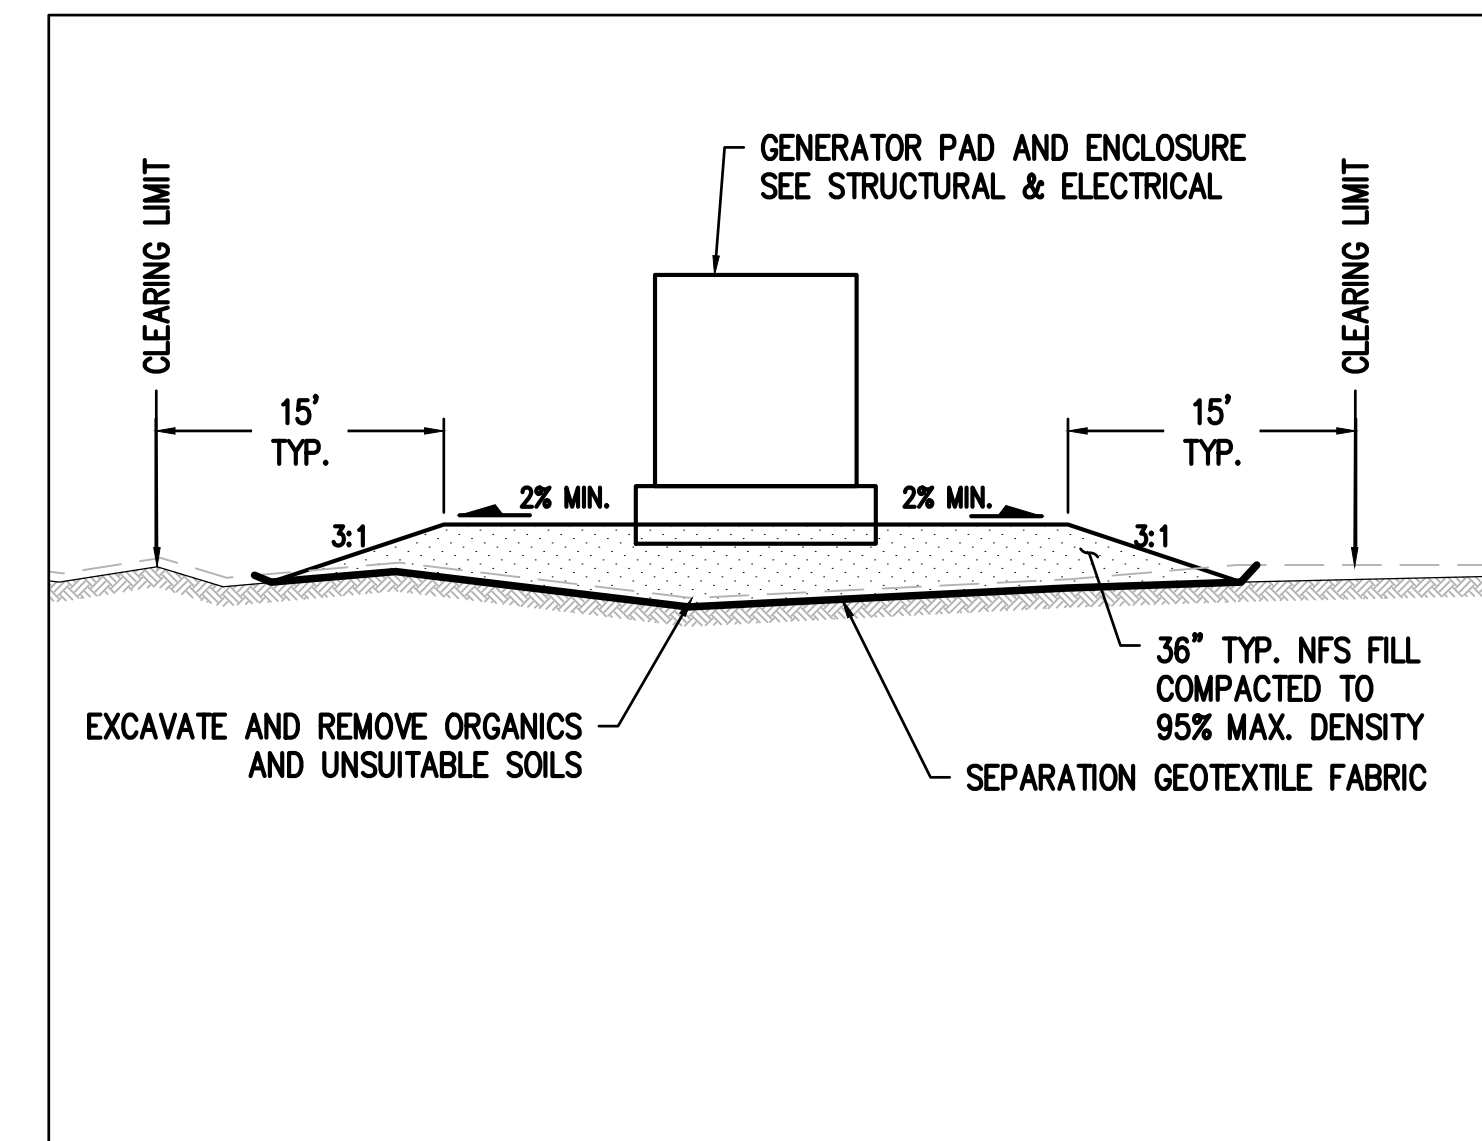 GENERATOR PAD AND ENCLOSURE
SEE STRUCTURAL & ELECTRICAL
CLEARING LIMIT
CLEARING LIMIT
15'
TYP.
15'
TYP.
2% MIN.
2% MIN.
3:1
3:1
36" TYP. NFS FILL
COMPACTED TO
95% MAX. DENSITY
EXCAVATE AND REMOVE ORGANICS
AND UNSUITABLE SOILS
SEPARATION GEOTEXTILE FABRIC